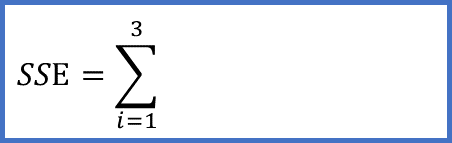 3
SSE = ∑
i=1